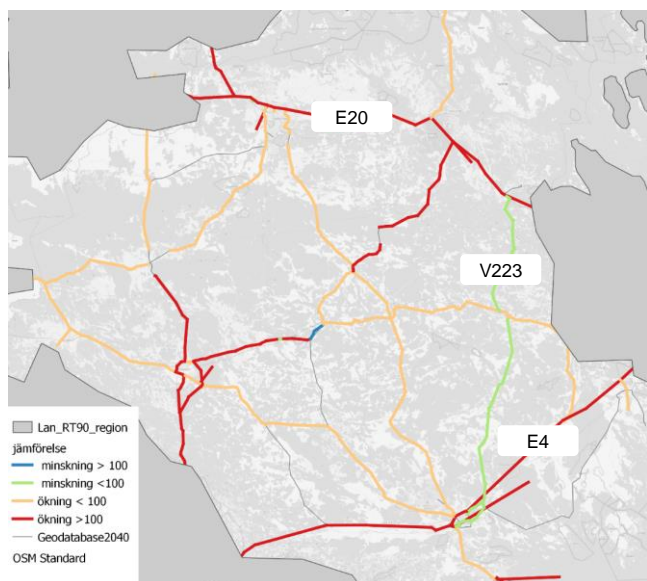 E20
V223
E4
Lan_RT90_region
jämförelse
minskning > 100
minskning <100
ökning < 100
ökning >100
Geodatabase2040
OSM Standard